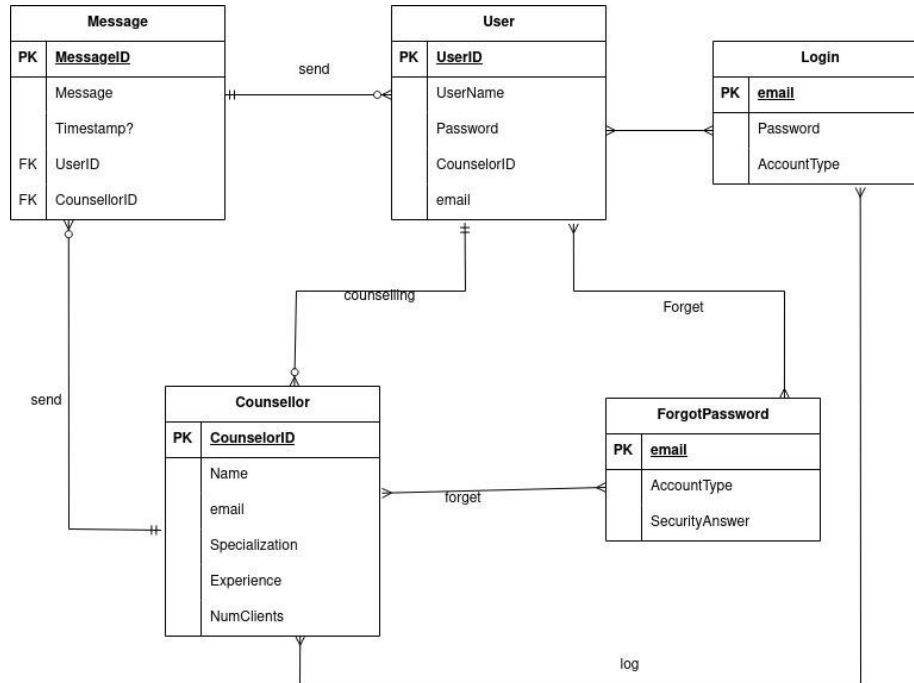 Message
PK MessageID
Message
Timestamp?
FK UserID
FK CounsellorID
send
User
PK UserID
UserName
Password
CounselorID
email
Login
PK email
Password
AccountType
counselling
Forget
send
Counsellor
PK CounselorID
Name
email
Specialization
Experience
NumClients
forget
ForgotPassword
PK email
AccountType
SecurityAnswer
log